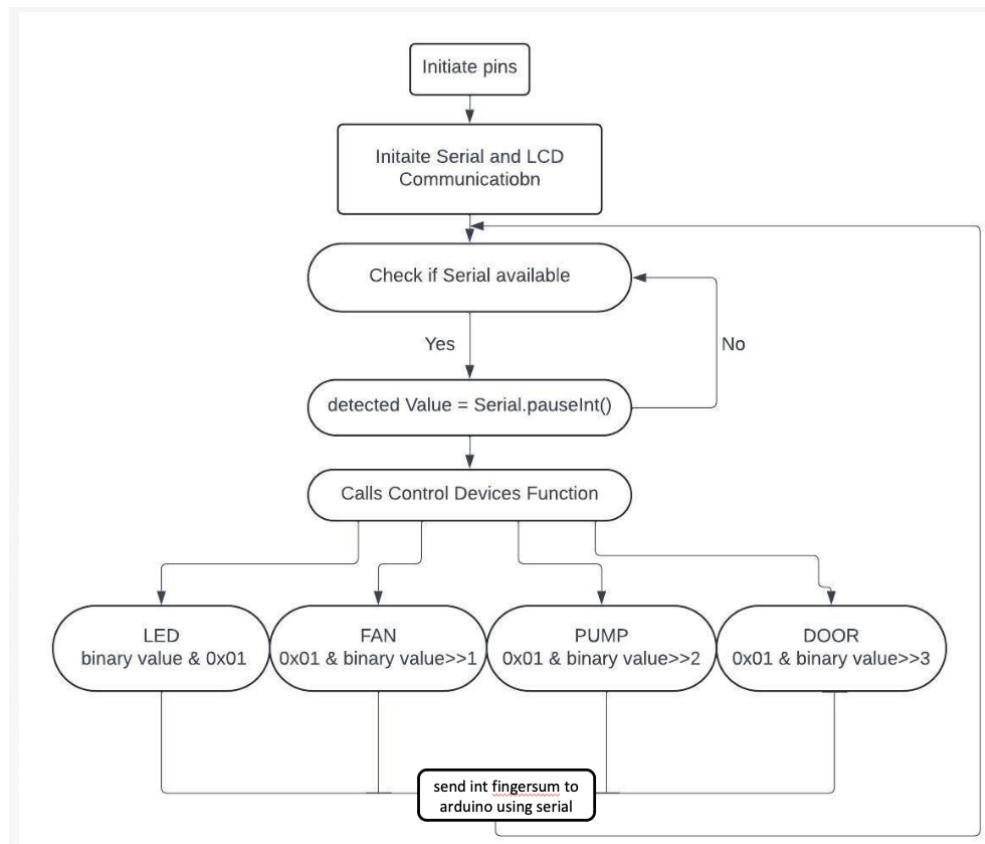 Initiate pins
Initaite Serial and LCD
Communicatiobn
Check if Serial available
Yes
No
detected Value = Serial.pauseInt()
Calls Control Devices Function
LED
binary value & 0x01
FAN
0x01 & binary value>>1
PUMP
0x01 & binary value>>2
DOOR
0x01 & binary value>>3
send int fingersum to
arduino using serial